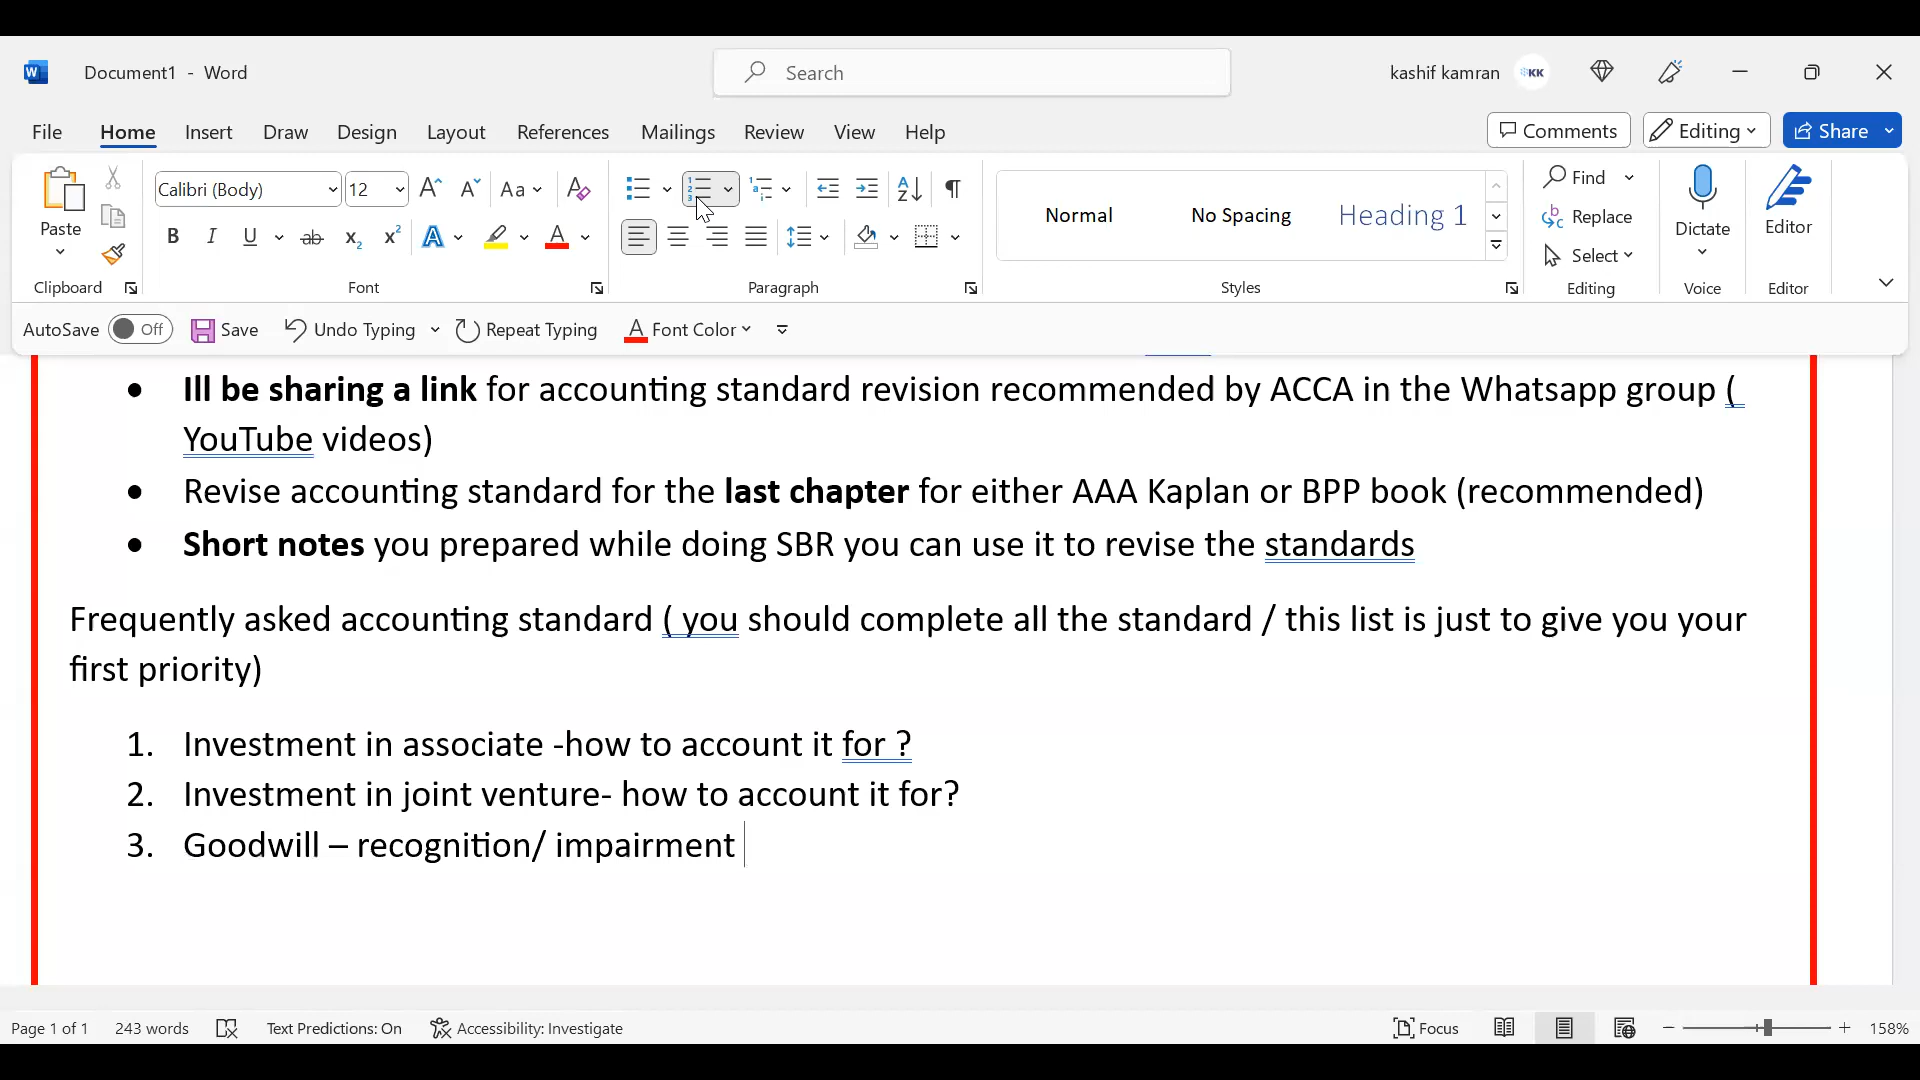 Document1 - Word
Search
kashif kamran KK
File Home Insert Draw Design Layout References Mailings Review View Help
Comments Editing Share
Paste
Calibri (Body) 12
Normal No Spacing Heading 1
Find
Replace
Select
Dictate
Editor
Clipboard Font Paragraph Styles Editing Voice Editor
AutoSave Off Save Undo Typing Repeat Typing Font Color
• Ill be sharing a link for accounting standard revision recommended by ACCA in the Whatsapp group (
YouTube videos)
• Revise accounting standard for the last chapter for either AAA Kaplan or BPP book (recommended)
• Short notes you prepared while doing SBR you can use it to revise the standards
Frequently asked accounting standard ( you should complete all the standard / this list is just to give you your
first priority)
1. Investment in associate -how to account it for ?
2. Investment in joint venture- how to account it for?
3. Goodwill – recognition/ impairment
Page 1 of 1 243 words Text Predictions: On Accessibility: Investigate Focus 158%